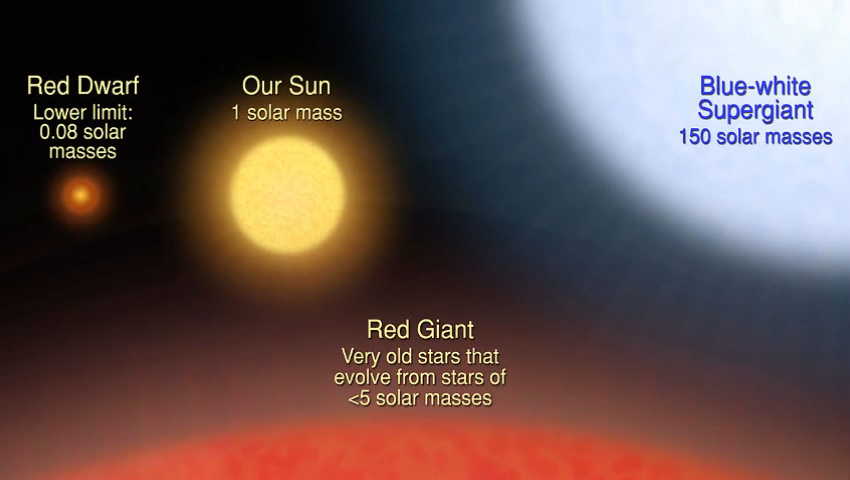 Red Dwarf
Lower limit:
0.08 solar
masses
Our Sun
1 solar mass
Blue-white
Supergiant
150 solar masses
Red Giant
Very old stars that
evolve from stars of
<5 solar masses